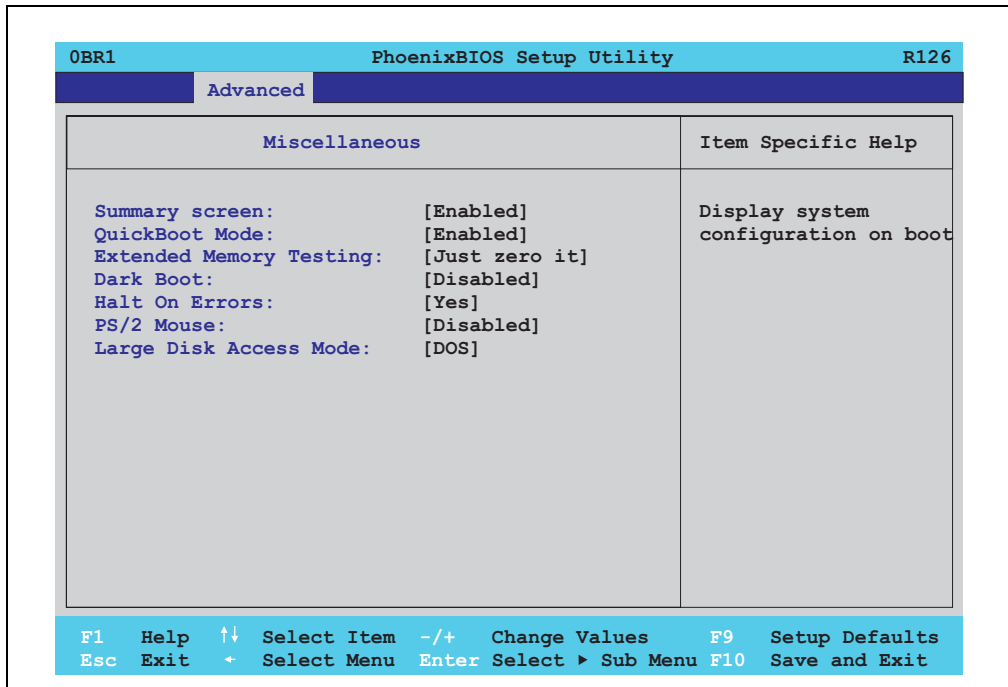 0BR1 PhoenixBIOS Setup Utility R126
Advanced
Miscellaneous Item Specific Help
Summary screen: [Enabled] Display system
QuickBoot Mode: [Enabled] configuration on boot
Extended Memory Testing: [Just zero it]
Dark Boot: [Disabled]
Halt On Errors: [Yes]
PS/2 Mouse: [Disabled]
Large Disk Access Mode: [DOS]
F1 Help ↑↓ Select Item -/+ Change Values F9 Setup Defaults
Esc Exit ← Select Menu Enter Select ▶ Sub Menu F10 Save and Exit